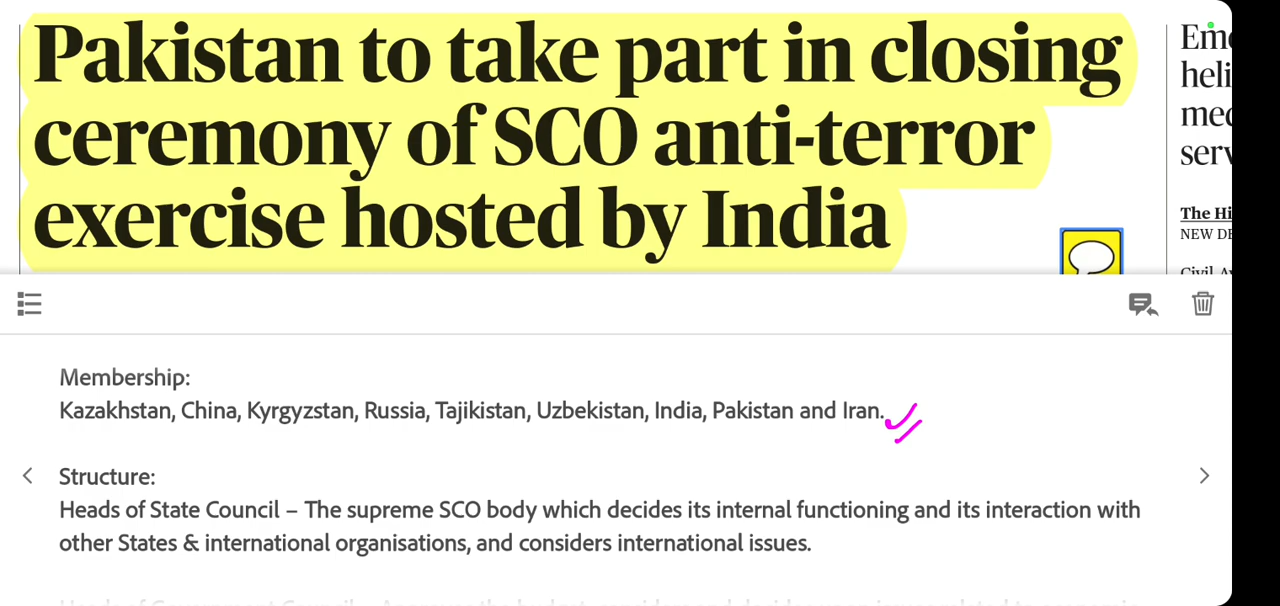 Pakistan to take part in closing
ceremony of SCO anti-terror
exercise hosted by India
The Hi
Membership:
Kazakhstan, China, Kyrgyzstan, Russia, Tajikistan, Uzbekistan, India, Pakistan and Iran.
Structure:
Heads of State Council – The supreme SCO body which decides its internal functioning and its interaction with
other States & international organisations, and considers international issues.